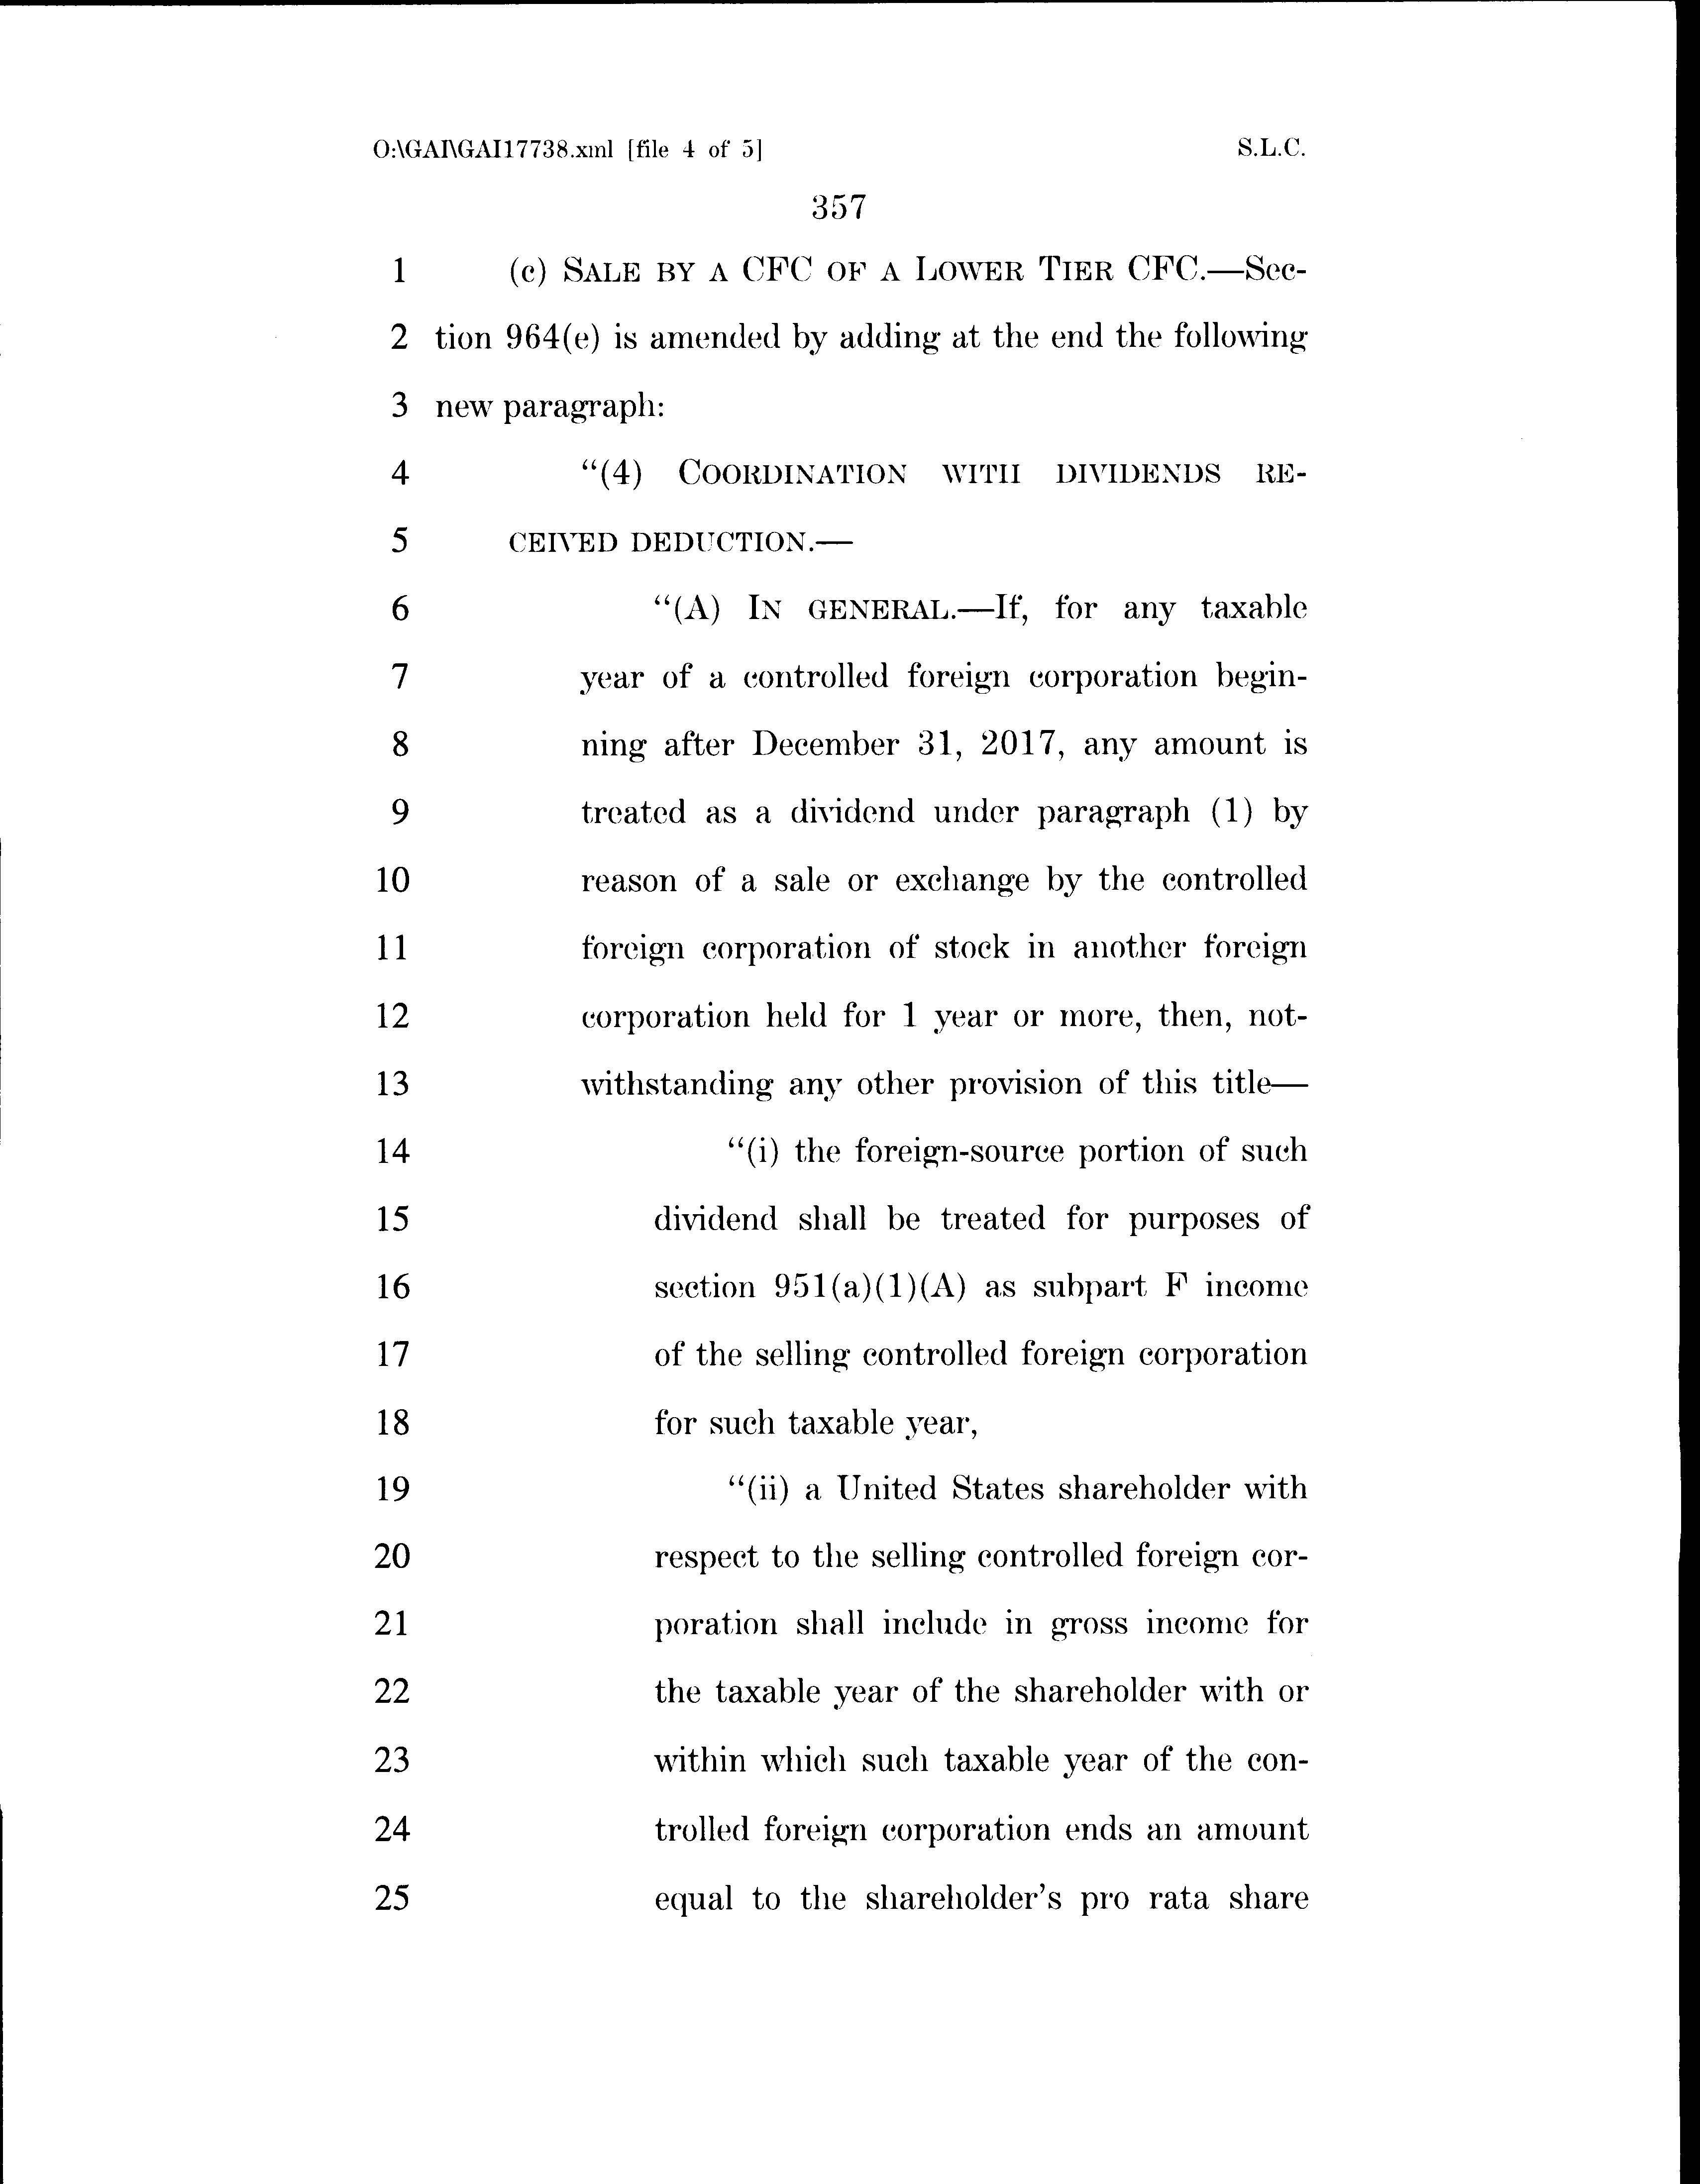 O:\GAI\GAI17738.xml [file 4 of 5] S.L.C.
357
1 (c) SALE BY A CFC OF A LOWER TIER CFC.—Sec-
2 tion 964(e) is amended by adding at the end the following
3 new paragraph:
4 “(4) COORDINATION WITH DIVIDENDS RE-
5 CEIVED DEDUCTION.—
6 “(A) IN GENERAL.—If, for any taxable
7 year of a controlled foreign corporation begin-
8 ning after December 31, 2017, any amount is
9 treated as a dividend under paragraph (1) by
10 reason of a sale or exchange by the controlled
11 foreign corporation of stock in another foreign
12 corporation held for 1 year or more, then, not-
13 withstanding any other provision of this title—
14 “(i) the foreign-source portion of such
15 dividend shall be treated for purposes of
16 section 951(a)(1)(A) as subpart F income
17 of the selling controlled foreign corporation
18 for such taxable year,
19 “(ii) a United States shareholder with
20 respect to the selling controlled foreign cor-
21 poration shall include in gross income for
22 the taxable year of the shareholder with or
23 within which such taxable year of the con-
24 trolled foreign corporation ends an amount
25 equal to the shareholder’s pro rata share